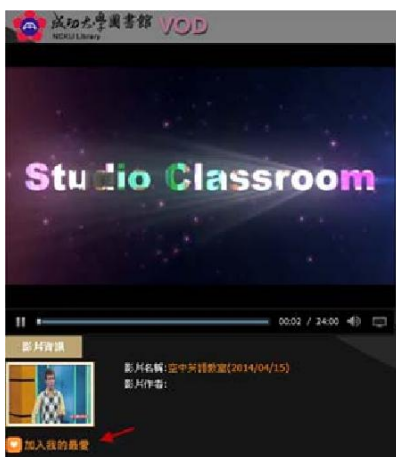 成功大學圖書館 VOD
NCKU Library
Studio Classroom
00:02 / 24:00
影片資訊
影片名稱:空中英語教室(2014/04/15)
影片作者:
加入我的最愛